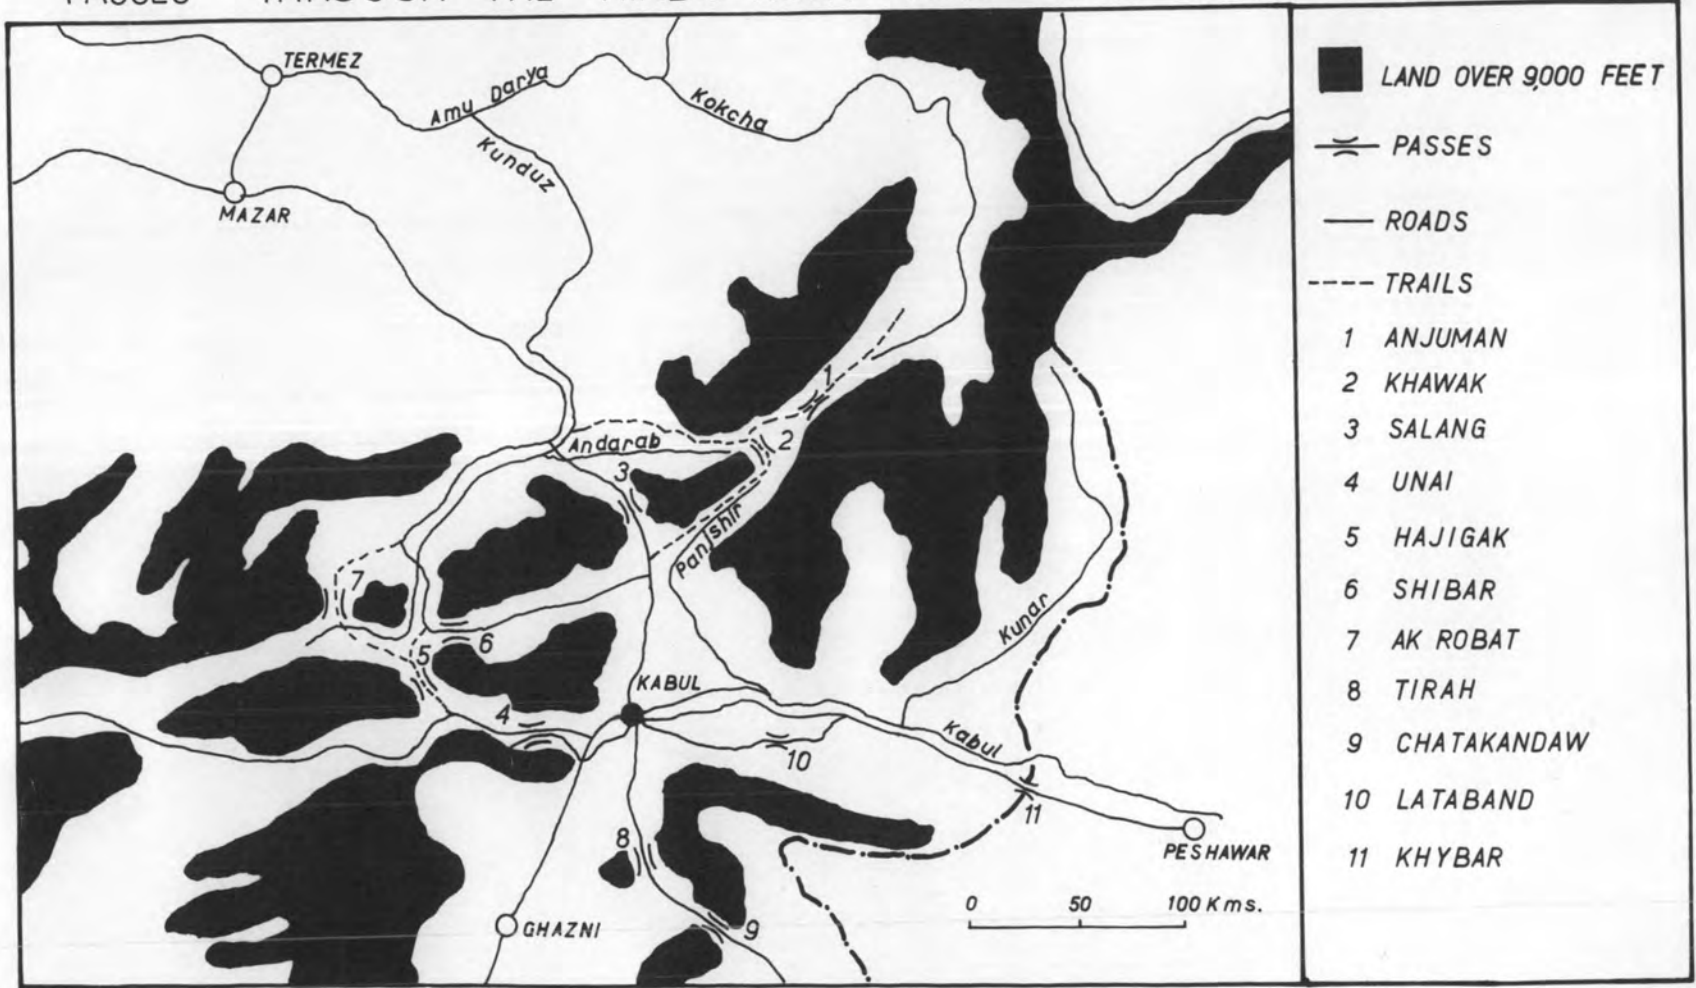 PASSES THROUGH THE
TERMEZ
Amu Darya
Kokcha
Kunduz
MAZAR
1
2
Andarab
3
Panjshir
7
6
5
Kunar
KABUL
4
Kabul
10
11
8
PESHAWAR
GHAZNI
9
0 50 100 Kms.
LAND OVER 9,000 FEET
PASSES
ROADS
TRAILS
1 ANJUMAN
2 KHAWAK
3 SALANG
4 UNAI
5 HAJIGAK
6 SHIBAR
7 AK ROBAT
8 TIRAH
9 CHATAKANDAW
10 LATABAND
11 KHYBAR